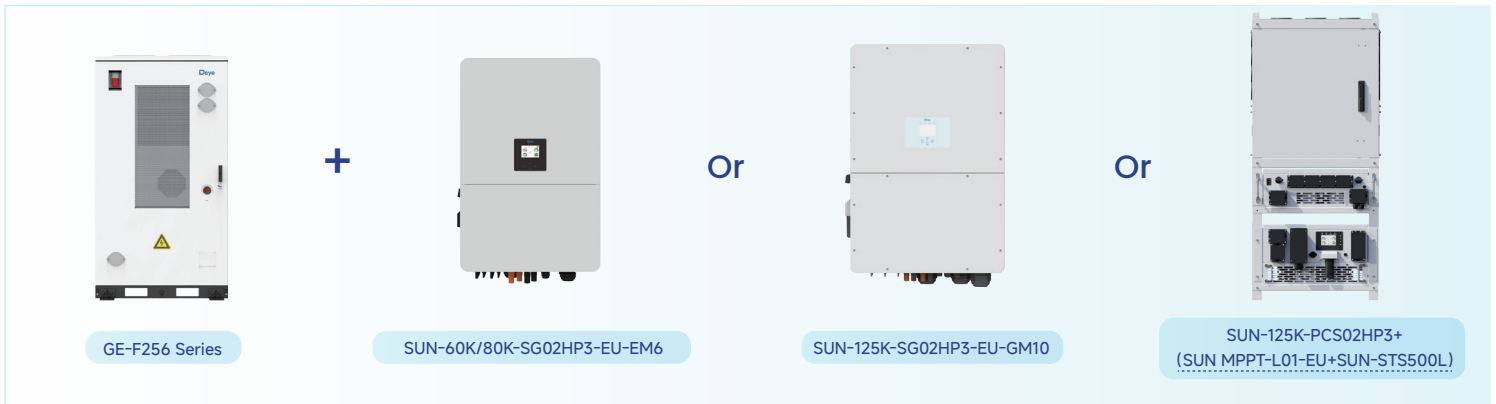 Deye
+
Or
Or
GE-F256 Series
SUN-60K/80K-SG02HP3-EU-EM6
SUN-125K-SG02HP3-EU-GM10
SUN-125K-PCS02HP3+
(SUN MPPT-L01-EU+SUN-STS500L)